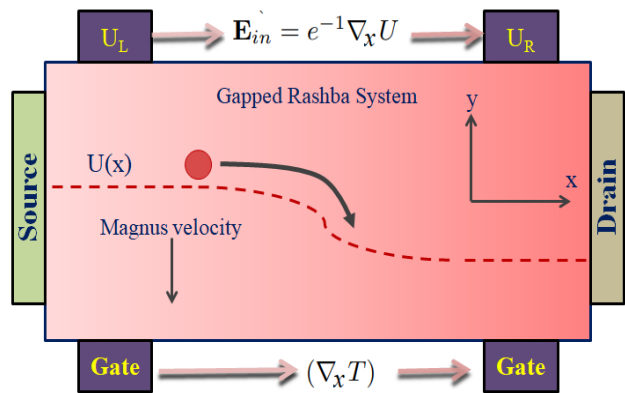 U_L E_in = e^{-1}∇_x U U_R
Gapped Rashba System
y
x
U(x)
Magnus velocity
Source
Drain
Gate (∇_x T) Gate